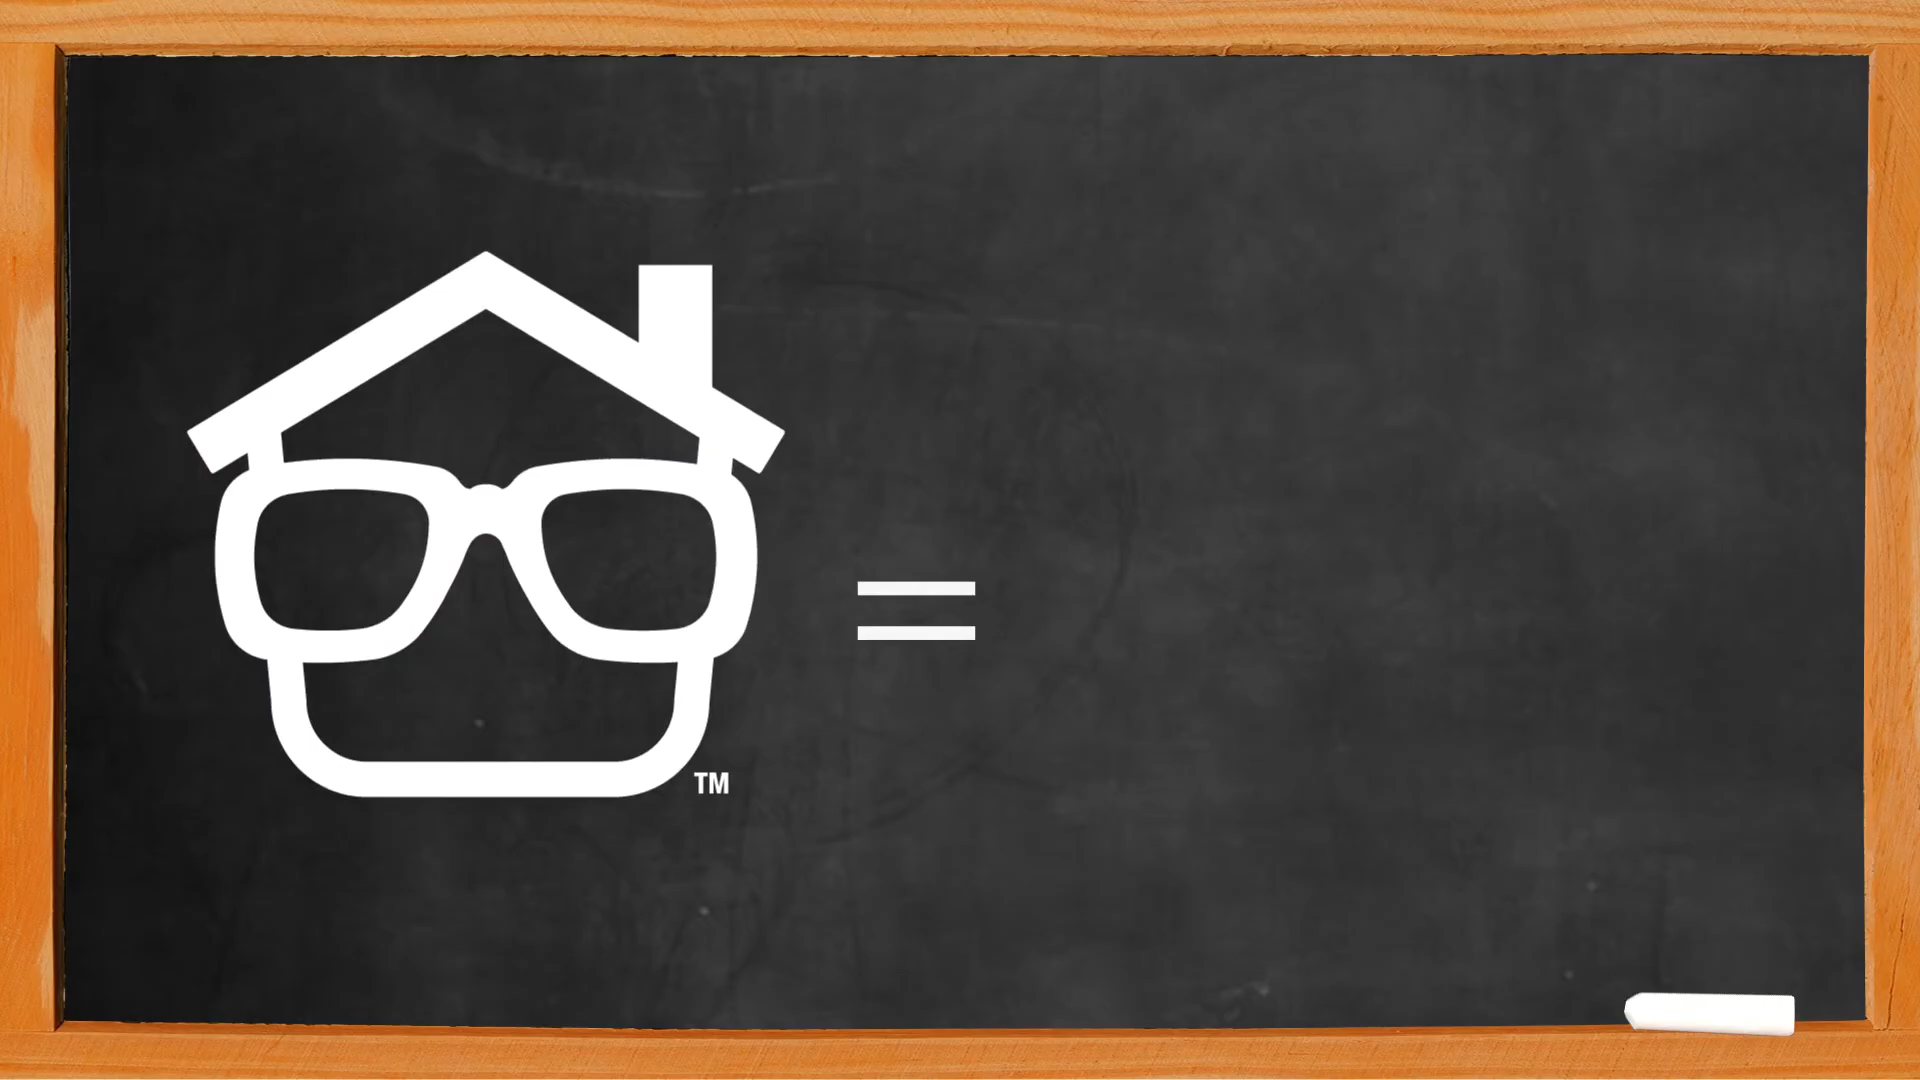 =
TM